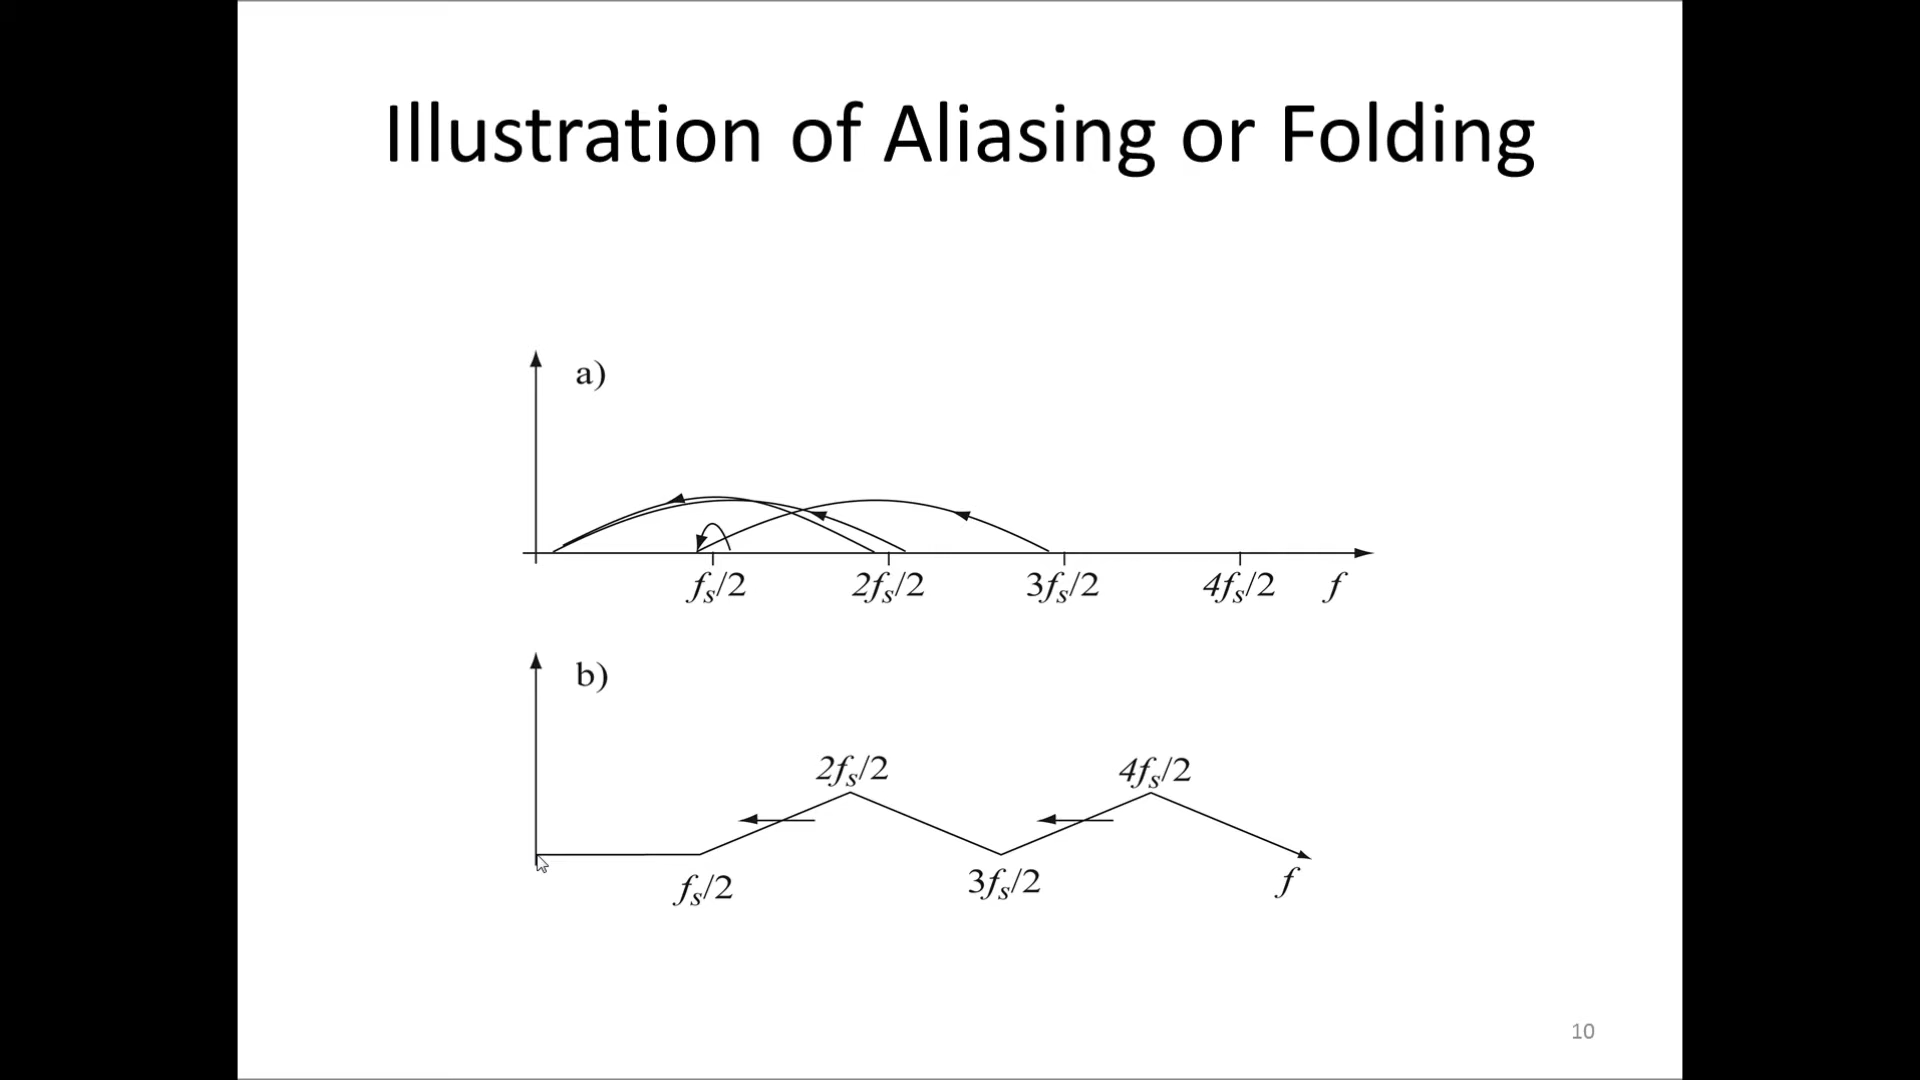 Illustration of Aliasing or Folding
a)
fₛ/2 2fₛ/2 3fₛ/2 4fₛ/2 f
b)
2fₛ/2 4fₛ/2
fₛ/2 3fₛ/2 f
10